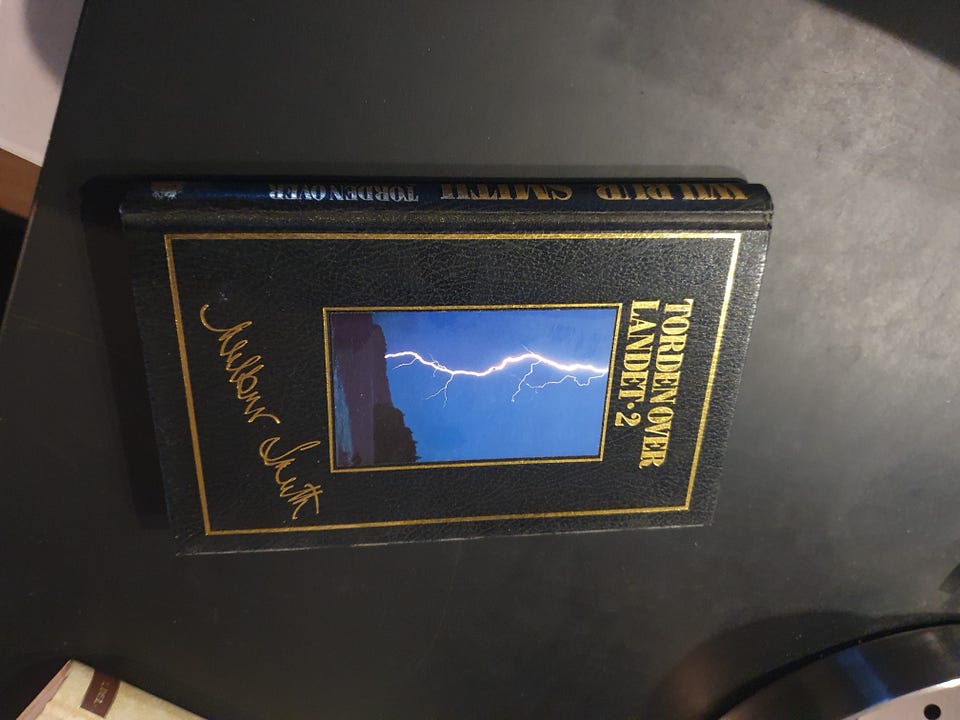 TORDEN OVER
LANDET · 2
Wilbur Smith
WILBUR
SMITH
TORDEN OVER